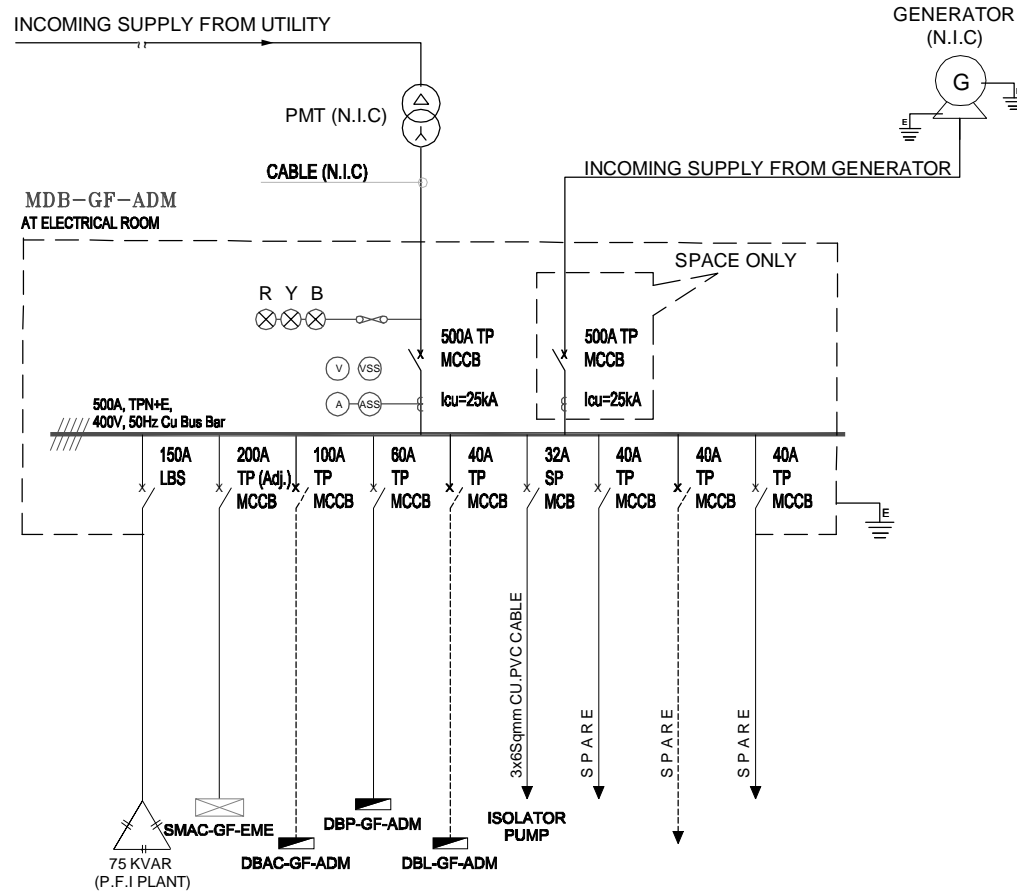 INCOMING SUPPLY FROM UTILITY
GENERATOR
(N.I.C)
G
E
E
PMT (N.I.C)
CABLE (N.I.C)
INCOMING SUPPLY FROM GENERATOR
MDB-GF-ADM
AT ELECTRICAL ROOM
SPACE ONLY
R Y B
500A TP
MCCB
Icu=25kA
500A TP
MCCB
Icu=25kA
V VSS
A ASS
500A, TPN+E,
400V, 50Hz Cu Bus Bar
150A
LBS
200A
TP (Adj.)
MCCB
100A
TP
MCCB
60A
TP
MCCB
40A
TP
MCCB
32A
SP
MCB
40A
TP
MCCB
40A
TP
MCCB
40A
TP
MCCB
E
3x6Sqmm CU.PVC CABLE
SPARE
SPARE
SPARE
75 KVAR
(P.F.I PLANT)
SMAC-GF-EME
DBAC-GF-ADM
DBP-GF-ADM
DBL-GF-ADM
ISOLATOR
PUMP